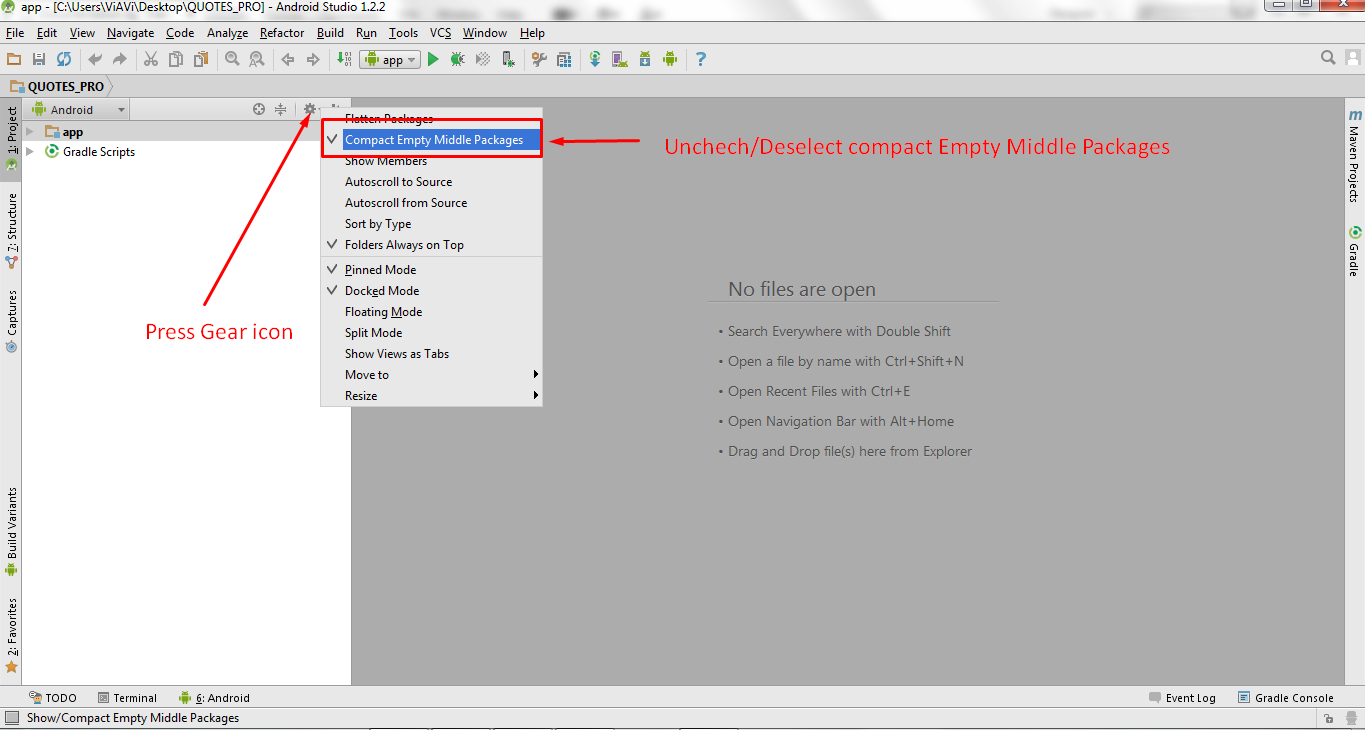 app - [C:\Users\ViAVi\Desktop\QUOTES_PRO] - Android Studio 1.2.2
File Edit View Navigate Code Analyze Refactor Build Run Tools VCS Window Help
app
QUOTES_PRO
1: Project
Android
app
Gradle Scripts
Flatten Packages
Compact Empty Middle Packages
Show Members
Autoscroll to Source
Autoscroll from Source
Sort by Type
Folders Always on Top
Pinned Mode
Docked Mode
Floating Mode
Split Mode
Show Views as Tabs
Move to
Resize
Unchech/Deselect compact Empty Middle Packages
Press Gear icon
No files are open
• Search Everywhere with Double Shift
• Open a file by name with Ctrl+Shift+N
• Open Recent Files with Ctrl+E
• Open Navigation Bar with Alt+Home
• Drag and Drop file(s) here from Explorer
7: Structure
Captures
Build Variants
2: Favorites
m Maven Projects
Gradle
TODO Terminal 6: Android Event Log Gradle Console
Show/Compact Empty Middle Packages